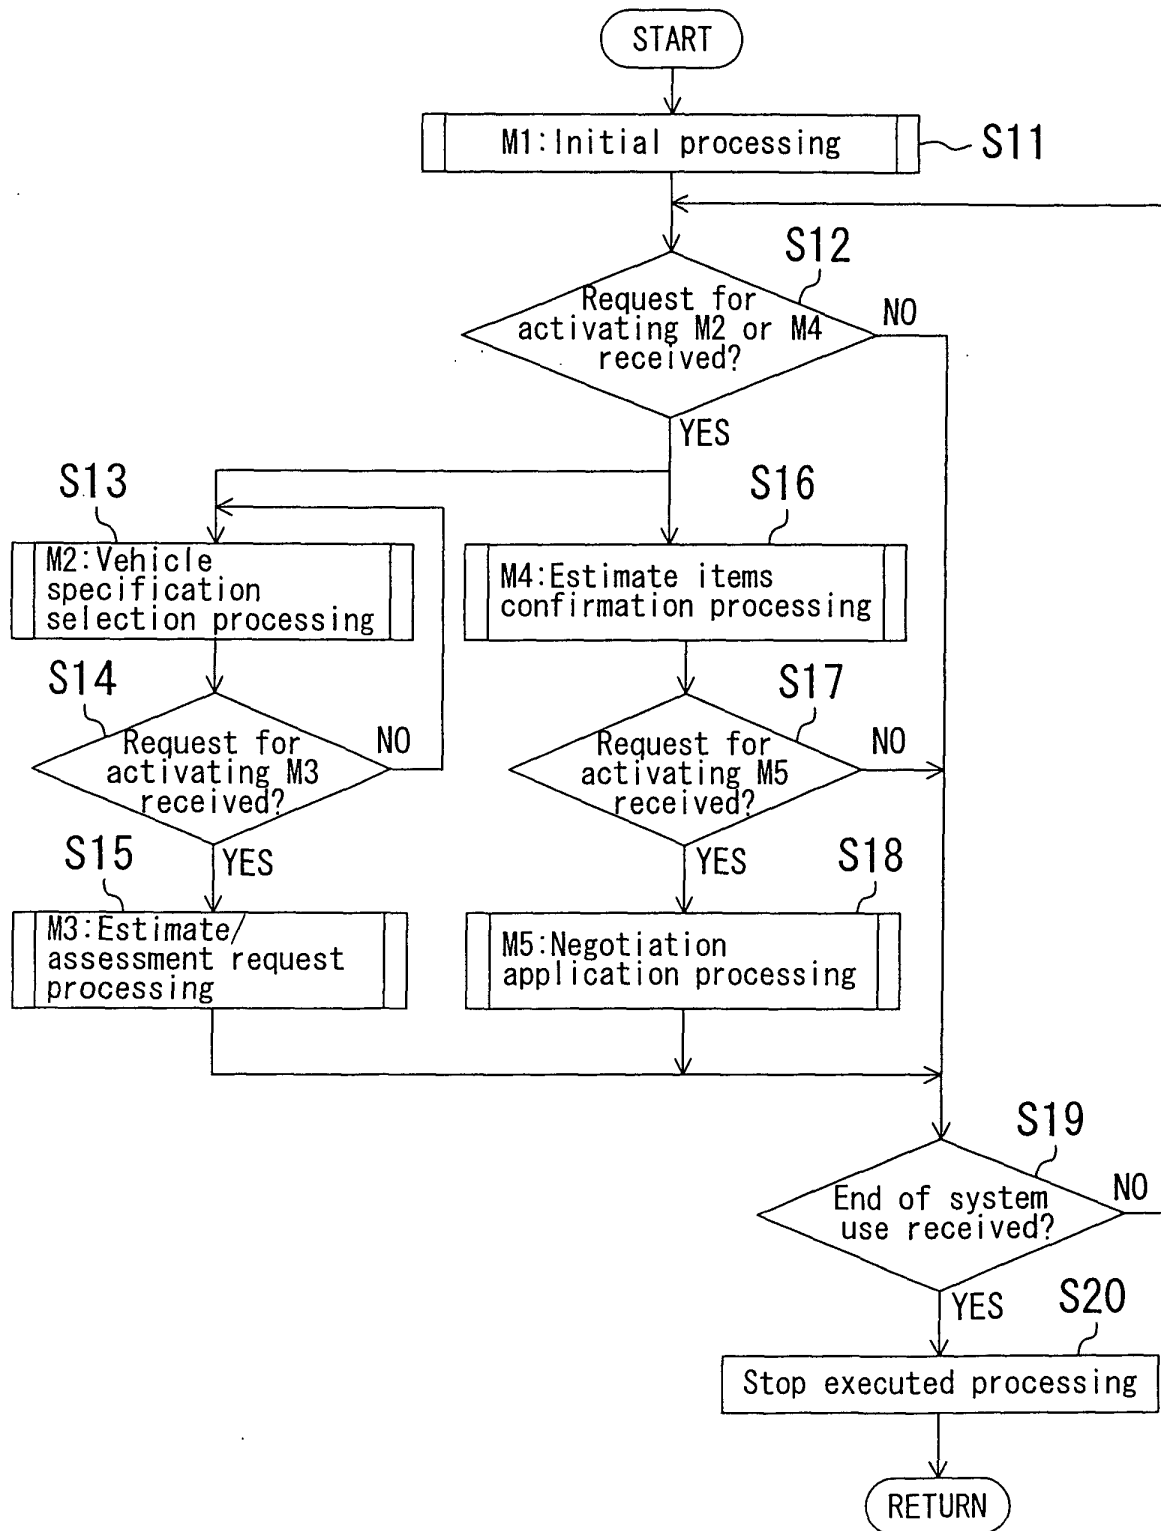 START
M1:Initial processing
S11
S12
Request for
activating M2 or M4
received?
NO
YES
S13
M2:Vehicle
specification
selection processing
S16
M4:Estimate items
confirmation processing
S14
Request for
activating M3
received?
NO
YES
S17
Request for
activating M5
received?
NO
YES
S15
M3:Estimate/
assessment request
processing
S18
M5:Negotiation
application processing
S19
End of system
use received?
NO
YES
S20
Stop executed processing
RETURN